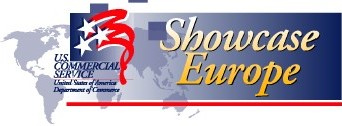 U.S.
COMMERCIAL
SERVICE
United States of America
Department of Commerce
Showcase
Europe